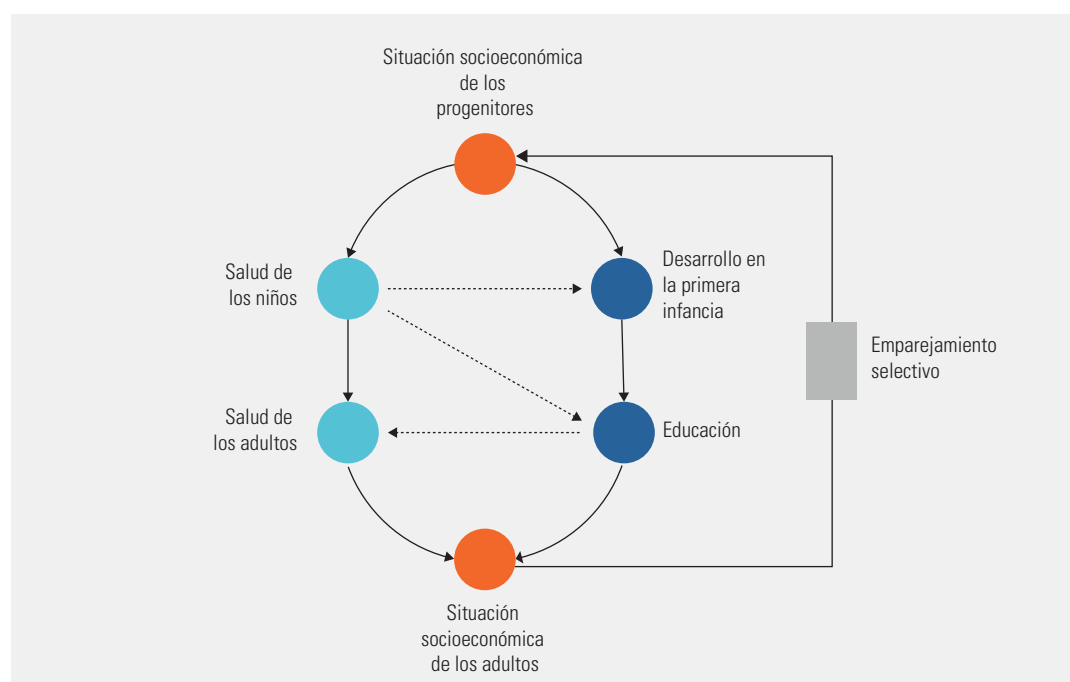 Situación socioeconómica
de los
progenitores
Salud de
los niños
Desarrollo en
la primera
infancia
Emparejamiento
selectivo
Salud de
los adultos
Educación
Situación
socioeconómica
de los adultos